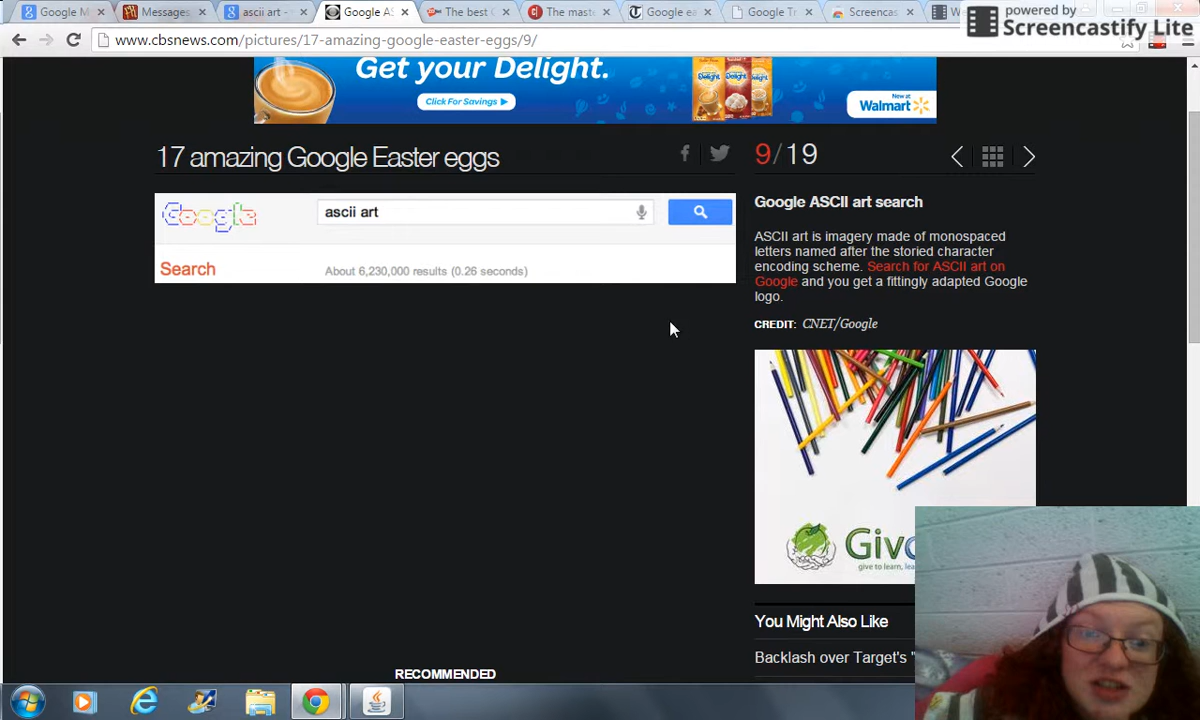 Google M
Messages
ascii art -
Google AS
The best
The mast
Google ea
Google Tr
Screencas
W
powered by
Screencastify Lite
www.cbsnews.com/pictures/17-amazing-google-easter-eggs/9/
Get your Delight.
Click For Savings
Now at
Walmart
17 amazing Google Easter eggs
9/19
Google
ascii art
Search
About 6,230,000 results (0.26 seconds)
Google ASCII art search
ASCII art is imagery made of monospaced
letters named after the storied character
encoding scheme. Search for ASCII art on
Google and you get a fittingly adapted Google
logo.
CREDIT: CNET/Google
Giv
give to learn, lea
You Might Also Like
Backlash over Target's "
RECOMMENDED